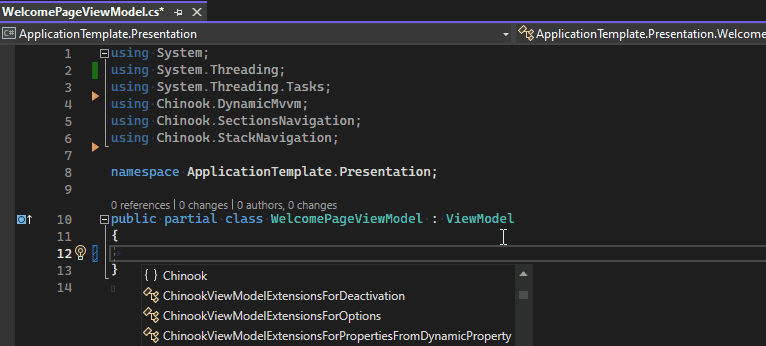 WelcomePageViewModel.cs*
C# ApplicationTemplate.Presentation
ApplicationTemplate.Presentation.Welcome
1 using System;
2 using System.Threading;
3 using System.Threading.Tasks;
4 using Chinook.DynamicMvvm;
5 using Chinook.SectionsNavigation;
6 using Chinook.StackNavigation;
7
8 namespace ApplicationTemplate.Presentation;
9
0 references | 0 changes | 0 authors, 0 changes
10 public partial class WelcomePageViewModel : ViewModel
11 {
12
13 }
14
{ } Chinook
ChinookViewModelExtensionsForDeactivation
ChinookViewModelExtensionsForOptions
ChinookViewModelExtensionsForPropertiesFromDynamicProperty